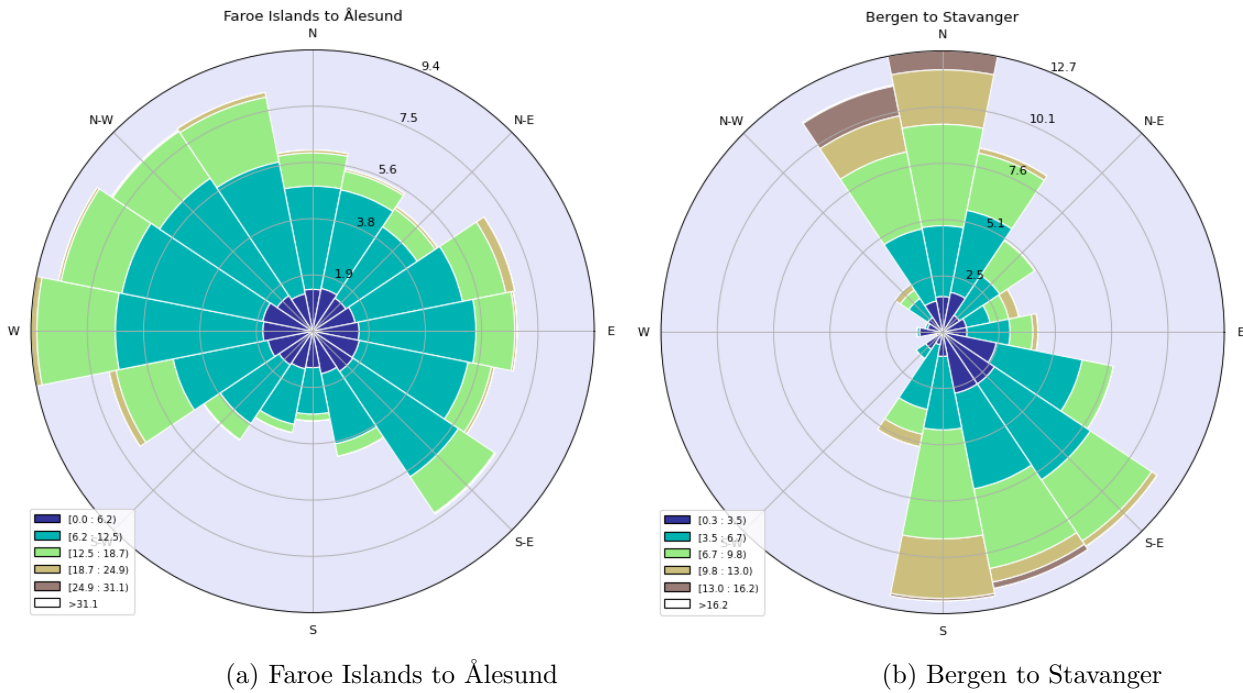 Faroe Islands to Ålesund
N
9.4
N-W
7.5
N-E
5.6
3.8
1.9
W
E
[0.0 : 6.2)
[6.2 : 12.5)
[12.5 : 18.7)
S-W
[18.7 : 24.9)
[24.9 : 31.1)
>31.1
S-E
S
(a) Faroe Islands to Ålesund
Bergen to Stavanger
N
12.7
N-W
10.1
N-E
7.6
5.1
2.5
W
E
[0.3 : 3.5)
[3.5 : 6.7)
[6.7 : 9.8)
S-W
[9.8 : 13.0)
[13.0 : 16.2)
>16.2
S-E
S
(b) Bergen to Stavanger